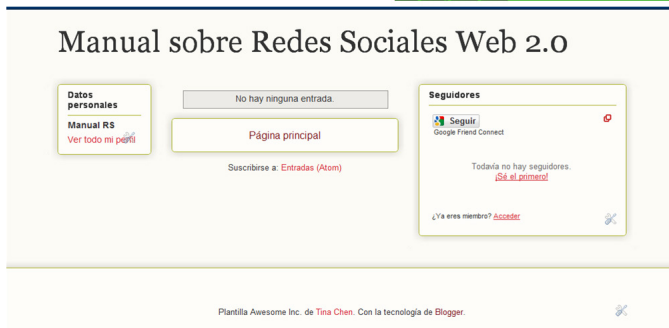 Manual sobre Redes Sociales Web 2.0
Datos
personales
Manual RS
Ver todo mi perfil
No hay ninguna entrada.
Página principal
Suscribirse a: Entradas (Atom)
Seguidores
Seguir
Google Friend Connect
Todavía no hay seguidores.
¡Sé el primero!
¿Ya eres miembro? Acceder
Plantilla Awesome Inc. de Tina Chen. Con la tecnología de Blogger.